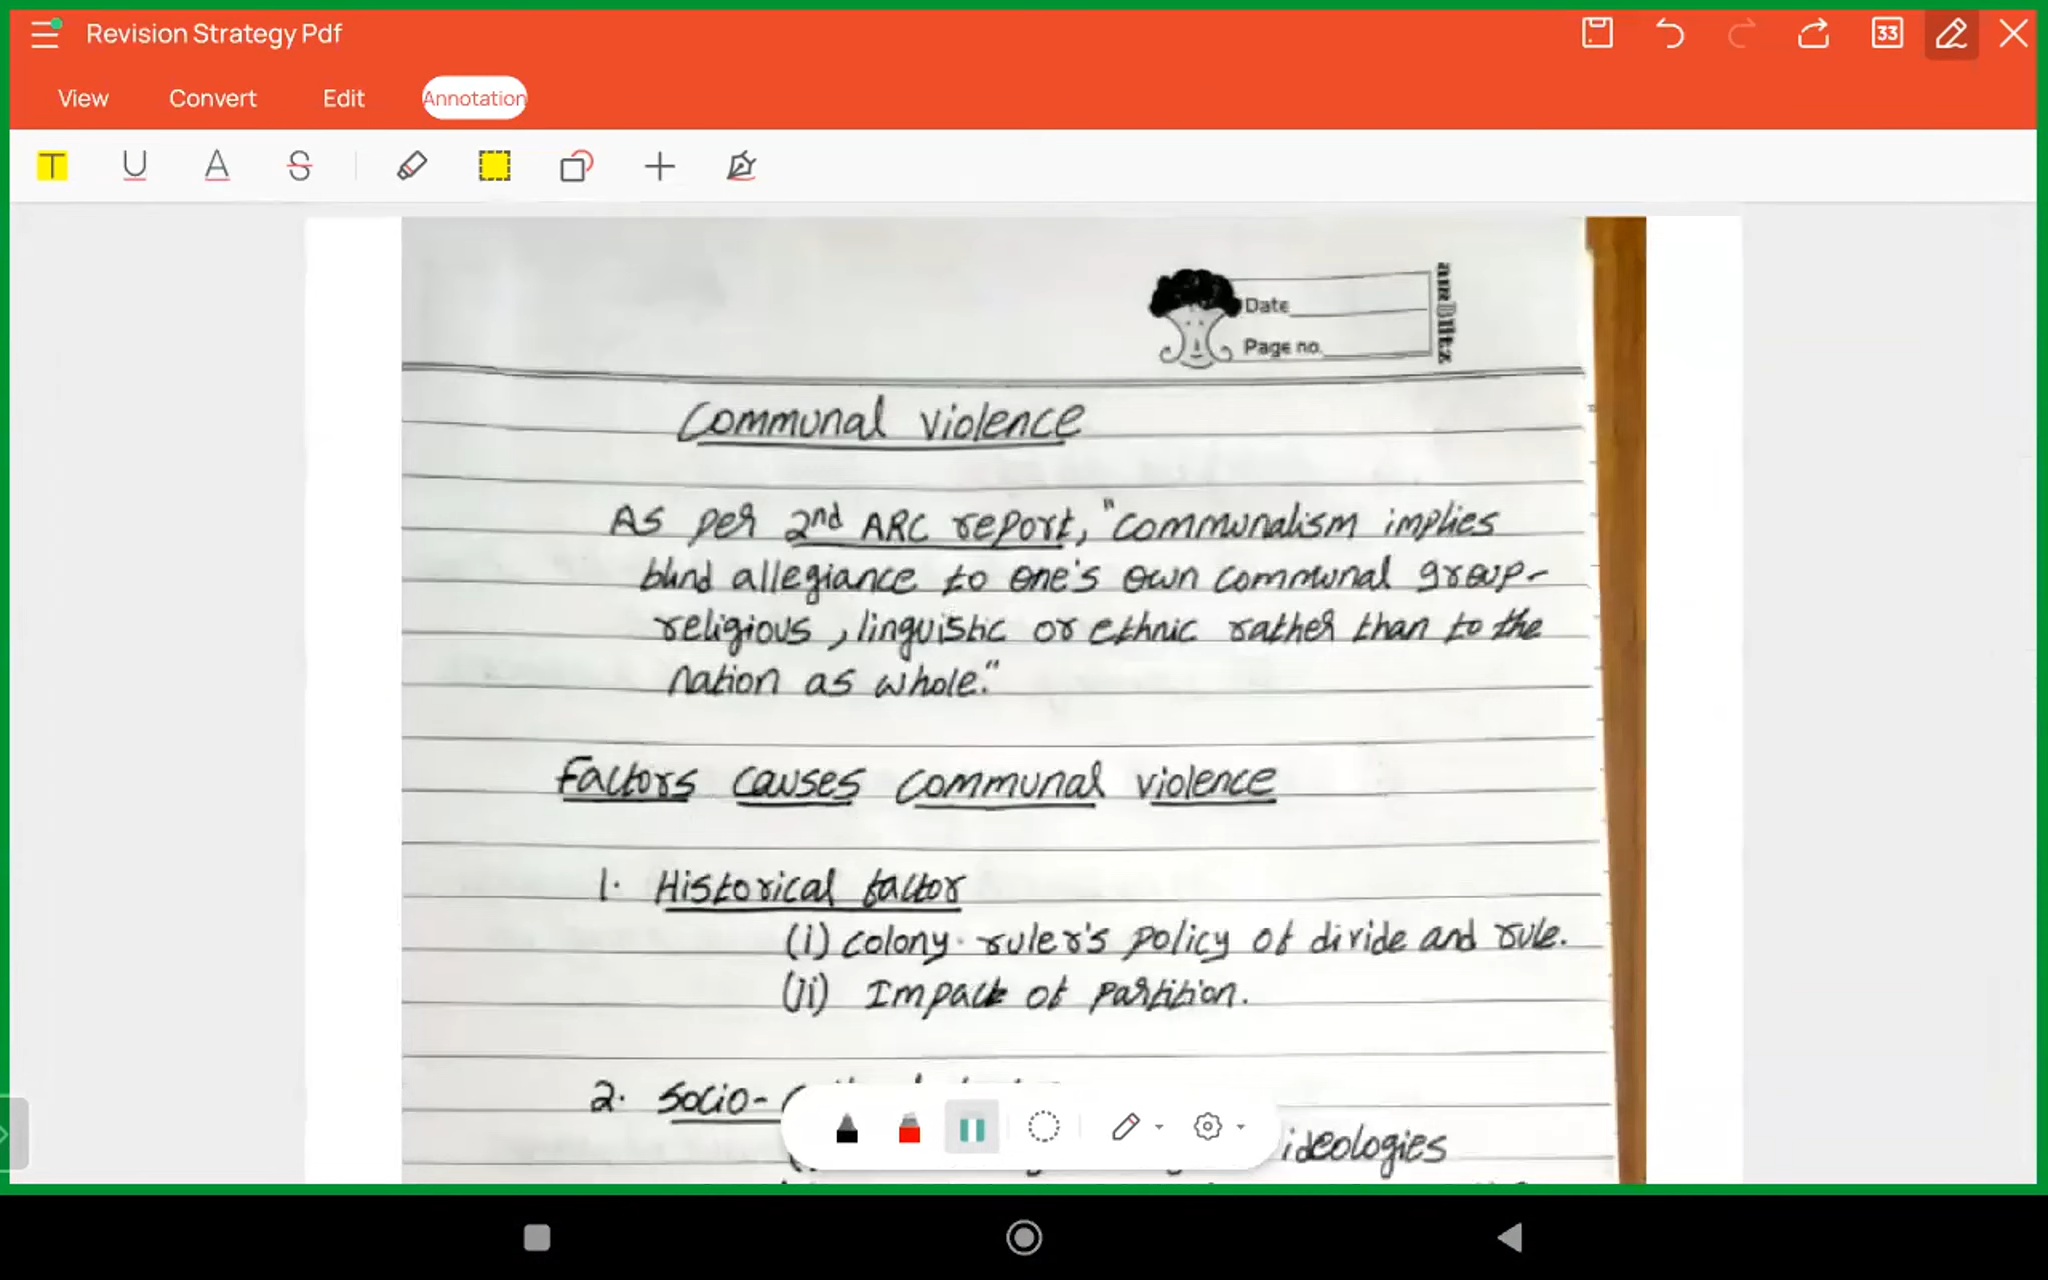 Revision Strategy Pdf
33
View Convert Edit Annotation
T U A S
Date
Page no.
Communal violence
As per 2nd ARC report, "communalism implies
blind allegiance to one's own communal group-
religious, linguistic or ethnic rather than to the
nation as whole."
Factors causes communal violence
1. Historical factor
(i) colony. ruler's policy of divide and rule.
(ii) Impact of partition.
2. Socio-
ideologies